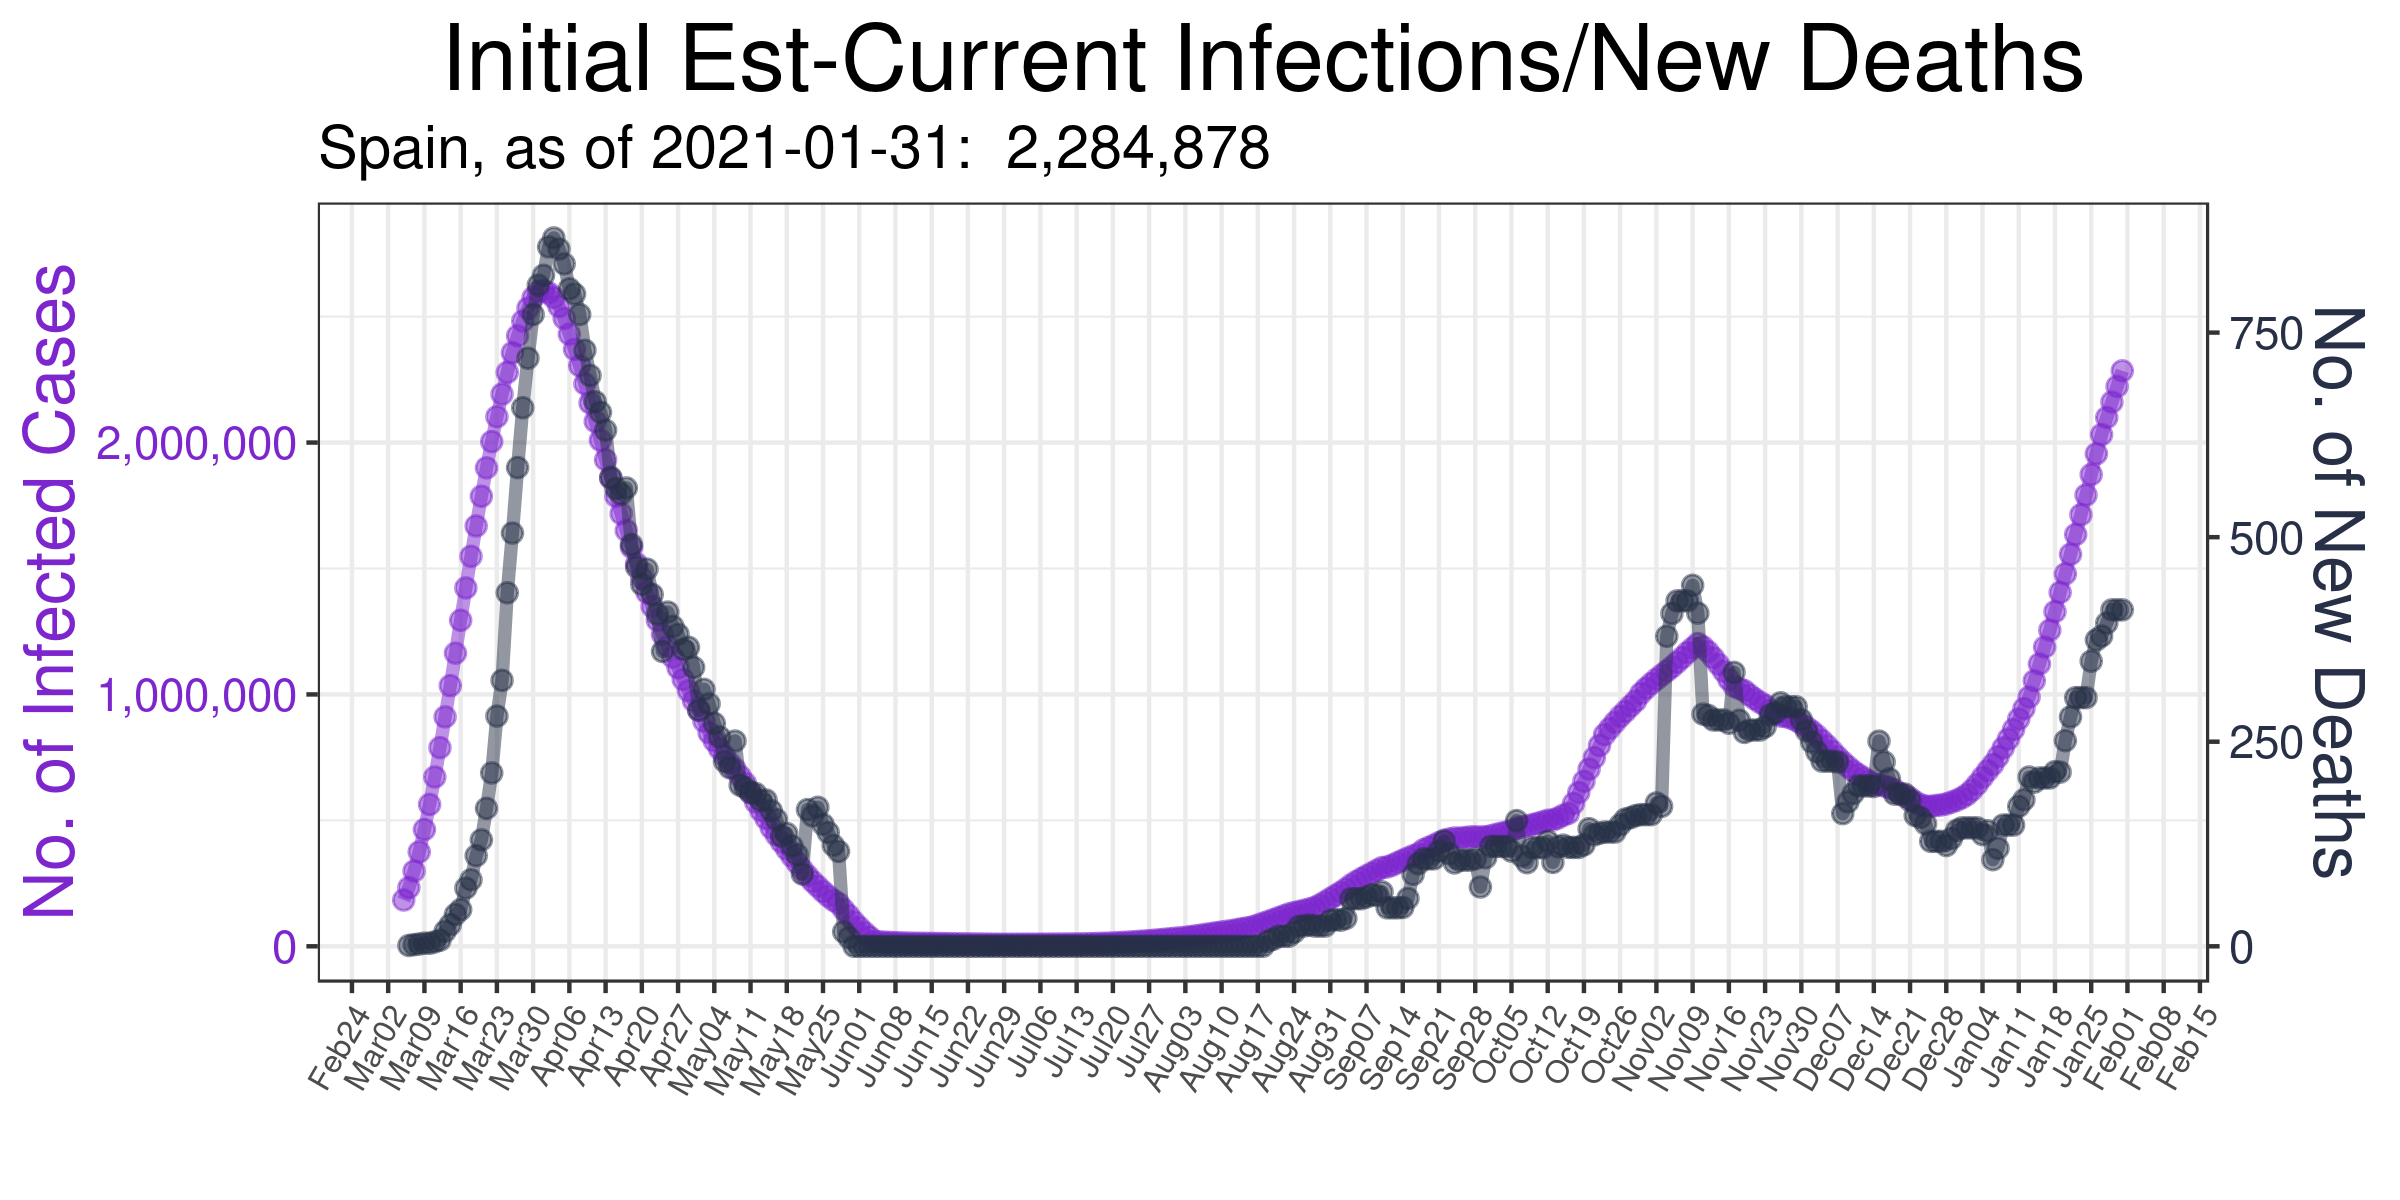 Initial Est-Current Infections/New Deaths
Spain, as of 2021-01-31:  2,284,878
No. of Infected Cases
2,000,000
1,000,000
0
750
500
250
0
No. of New Deaths
Feb24
Mar02
Mar09
Mar16
Mar23
Mar30
Apr06
Apr13
Apr20
Apr27
May04
May11
May18
May25
Jun01
Jun08
Jun15
Jun22
Jun29
Jul06
Jul13
Jul20
Jul27
Aug03
Aug10
Aug17
Aug24
Aug31
Sep07
Sep14
Sep21
Sep28
Oct05
Oct12
Oct19
Oct26
Nov02
Nov09
Nov16
Nov23
Nov30
Dec07
Dec14
Dec21
Dec28
Jan04
Jan11
Jan18
Jan25
Feb01
Feb08
Feb15